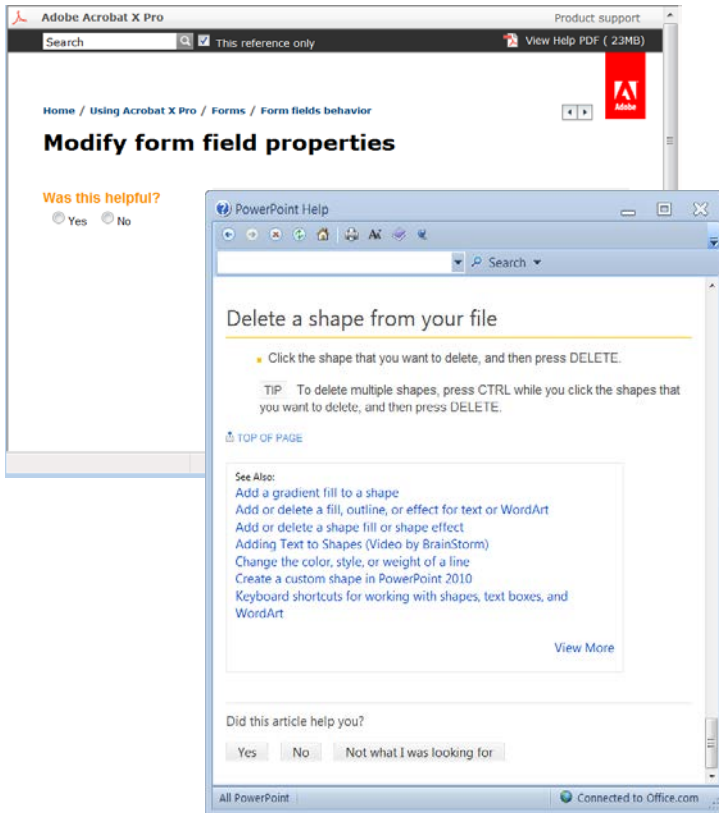 Adobe Acrobat X Pro
Product support
Search
This reference only
View Help PDF ( 23MB)
Adobe
Home / Using Acrobat X Pro / Forms / Form fields behavior
Modify form field properties
Was this helpful?
Yes No
PowerPoint Help
Search
Delete a shape from your file
Click the shape that you want to delete, and then press DELETE.
TIP To delete multiple shapes, press CTRL while you click the shapes that
you want to delete, and then press DELETE.
TOP OF PAGE
See Also:
Add a gradient fill to a shape
Add or delete a fill, outline, or effect for text or WordArt
Add or delete a shape fill or shape effect
Adding Text to Shapes (Video by BrainStorm)
Change the color, style, or weight of a line
Create a custom shape in PowerPoint 2010
Keyboard shortcuts for working with shapes, text boxes, and
WordArt
View More
Did this article help you?
Yes No Not what I was looking for
All PowerPoint
Connected to Office.com